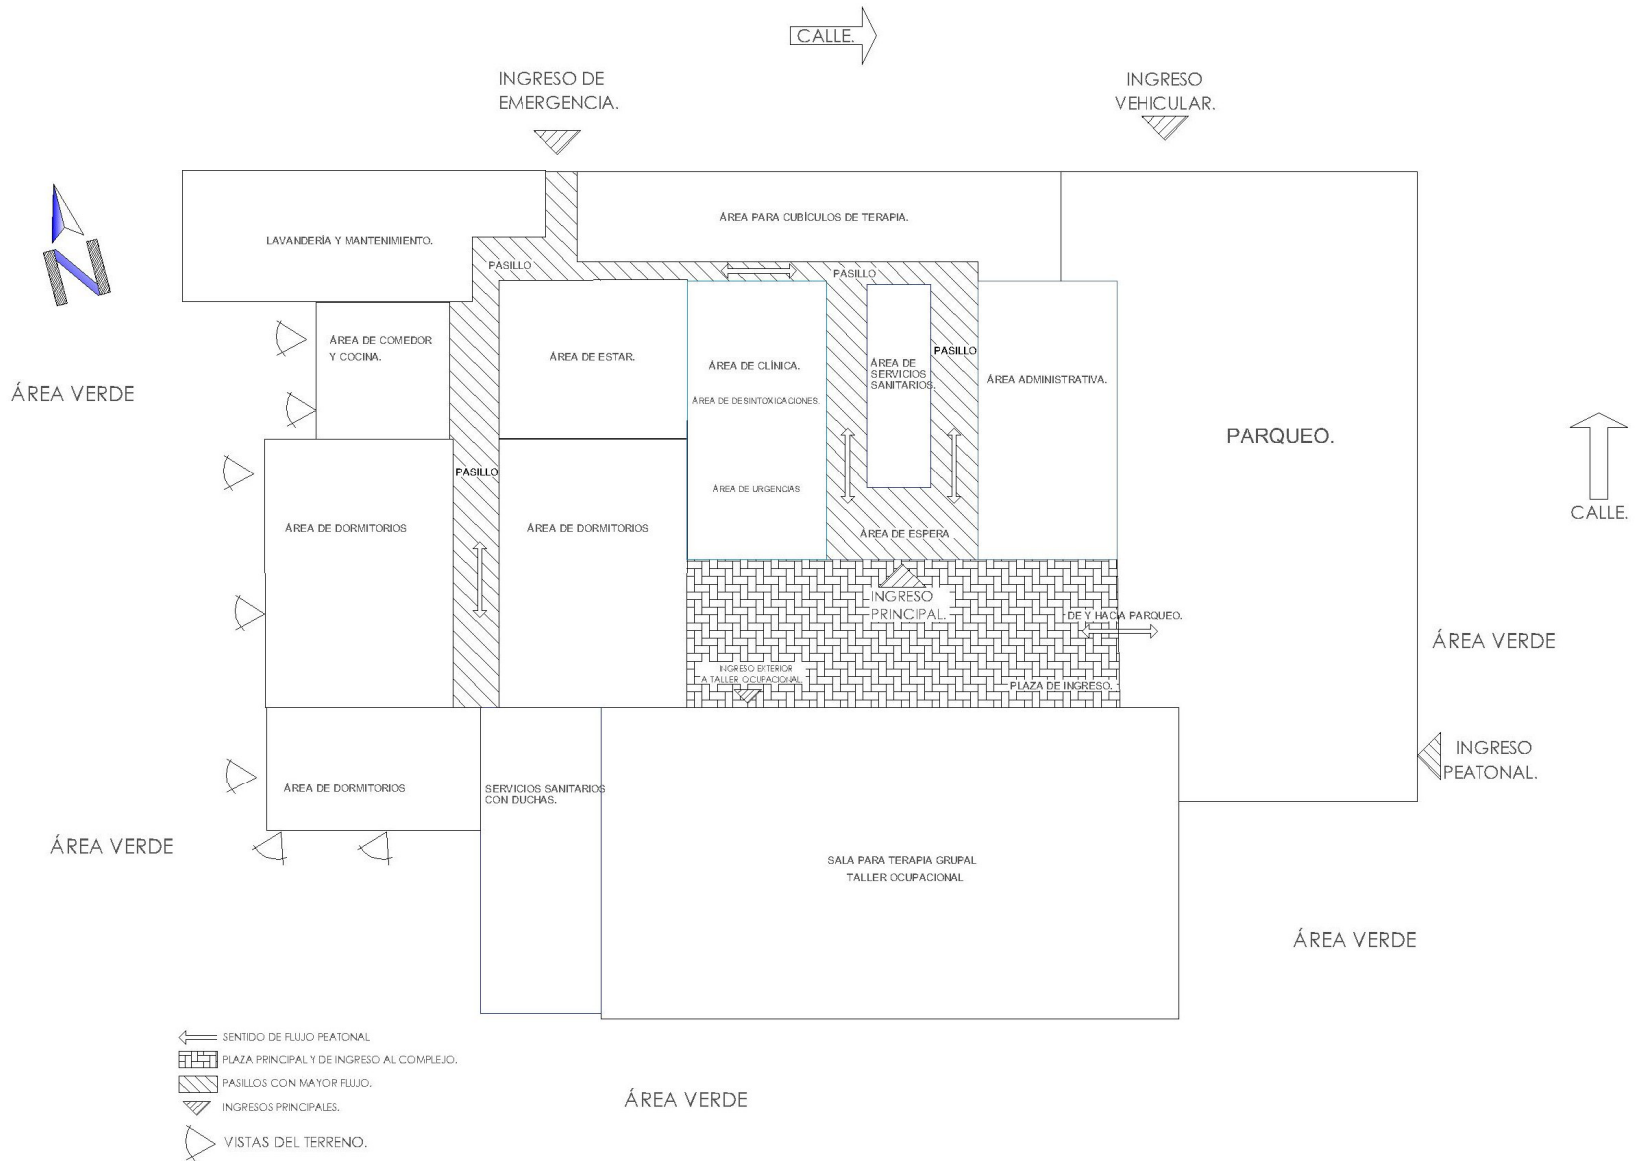 CALLE.
INGRESO DE
EMERGENCIA.
INGRESO
VEHICULAR.
N
LAVANDERÍA Y MANTENIMIENTO.
ÁREA PARA CUBÍCULOS DE TERAPIA.
PASILLO
PASILLO
ÁREA DE COMEDOR
Y COCINA.
ÁREA DE ESTAR.
ÁREA DE CLÍNICA.
ÁREA DE DESINTOXICACIONES.
ÁREA DE URGENCIAS
ÁREA DE
SERVICIOS
SANITARIOS.
PASILLO
ÁREA ADMINISTRATIVA.
PARQUEO.
ÁREA VERDE
CALLE.
PASILLO
ÁREA DE DORMITORIOS
ÁREA DE DORMITORIOS
ÁREA DE ESPERA
INGRESO
PRINCIPAL.
DE Y HACIA PARQUEO.
ÁREA VERDE
INGRESO EXTERIOR
A TALLER OCUPACIONAL.
PLAZA DE INGRESO.
INGRESO
PEATONAL.
ÁREA DE DORMITORIOS
SERVICIOS SANITARIOS
CON DUCHAS.
ÁREA VERDE
SALA PARA TERAPIA GRUPAL
TALLER OCUPACIONAL
ÁREA VERDE
SENTIDO DE FLUJO PEATONAL
PLAZA PRINCIPAL Y DE INGRESO AL COMPLEJO.
PASILLOS CON MAYOR FLUJO.
INGRESOS PRINCIPALES.
VISTAS DEL TERRENO.
ÁREA VERDE